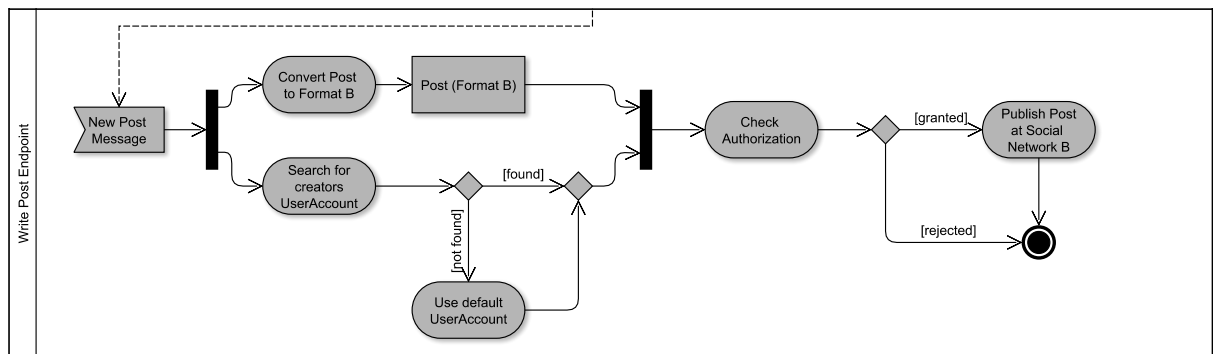 Write Post Endpoint
New Post
Message
Convert Post
to Format B
Post (Format B)
Search for
creators
UserAccount
[found]
[not found]
Use default
UserAccount
Check
Authorization
[granted]
[rejected]
Publish Post
at Social
Network B